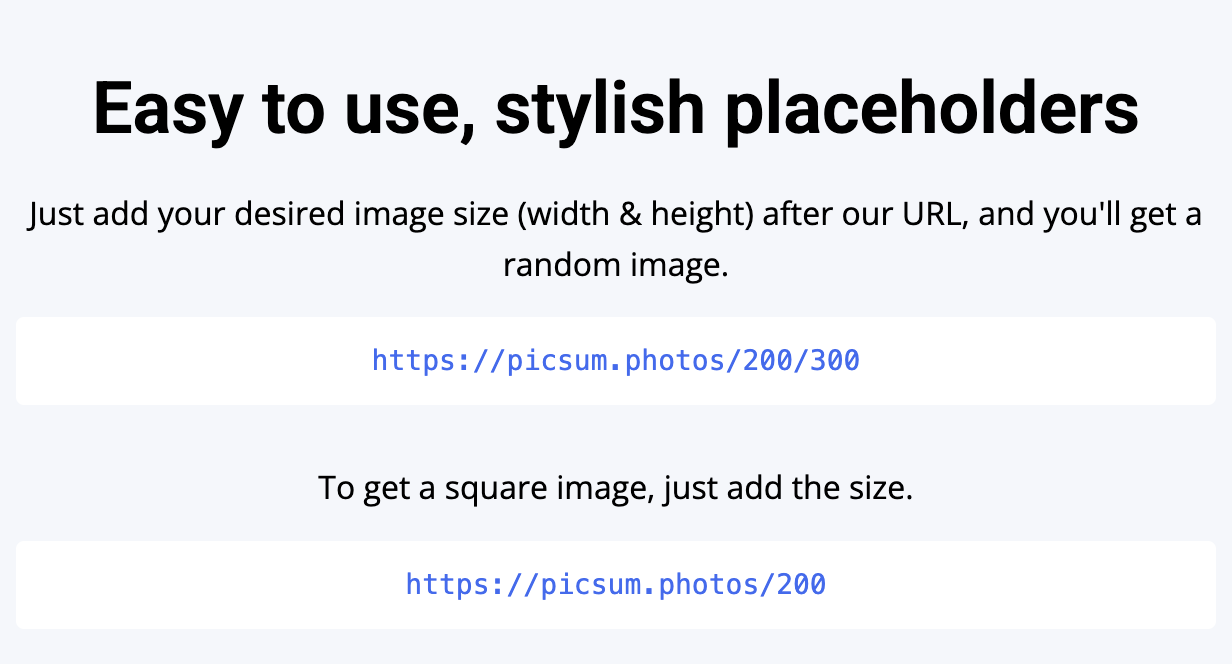 Easy to use, stylish placeholders
Just add your desired image size (width & height) after our URL, and you'll get a
random image.
https://picsum.photos/200/300
To get a square image, just add the size.
https://picsum.photos/200